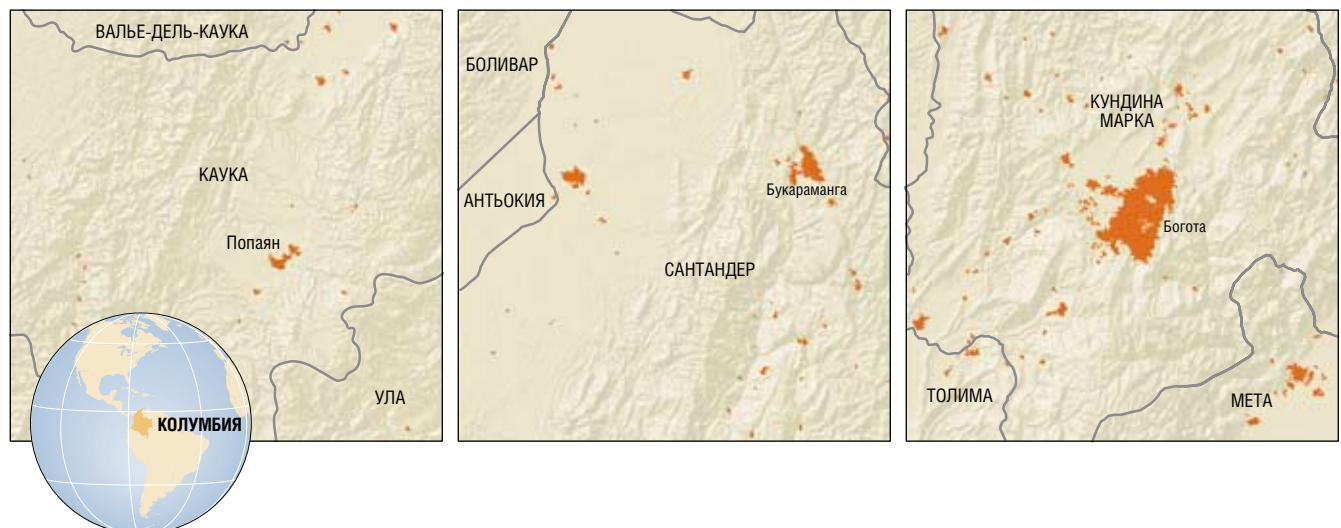 ВАЛЬЕ-ДЕЛЬ-КАУКА
КАУКА
Попаян
УЛА
КОЛУМБИЯ
БОЛИВАР
АНТЬОКИЯ
Букараманга
САНТАНДЕР
КУНДИНА
МАРКА
Богота
ТОЛИМА
МЕТА